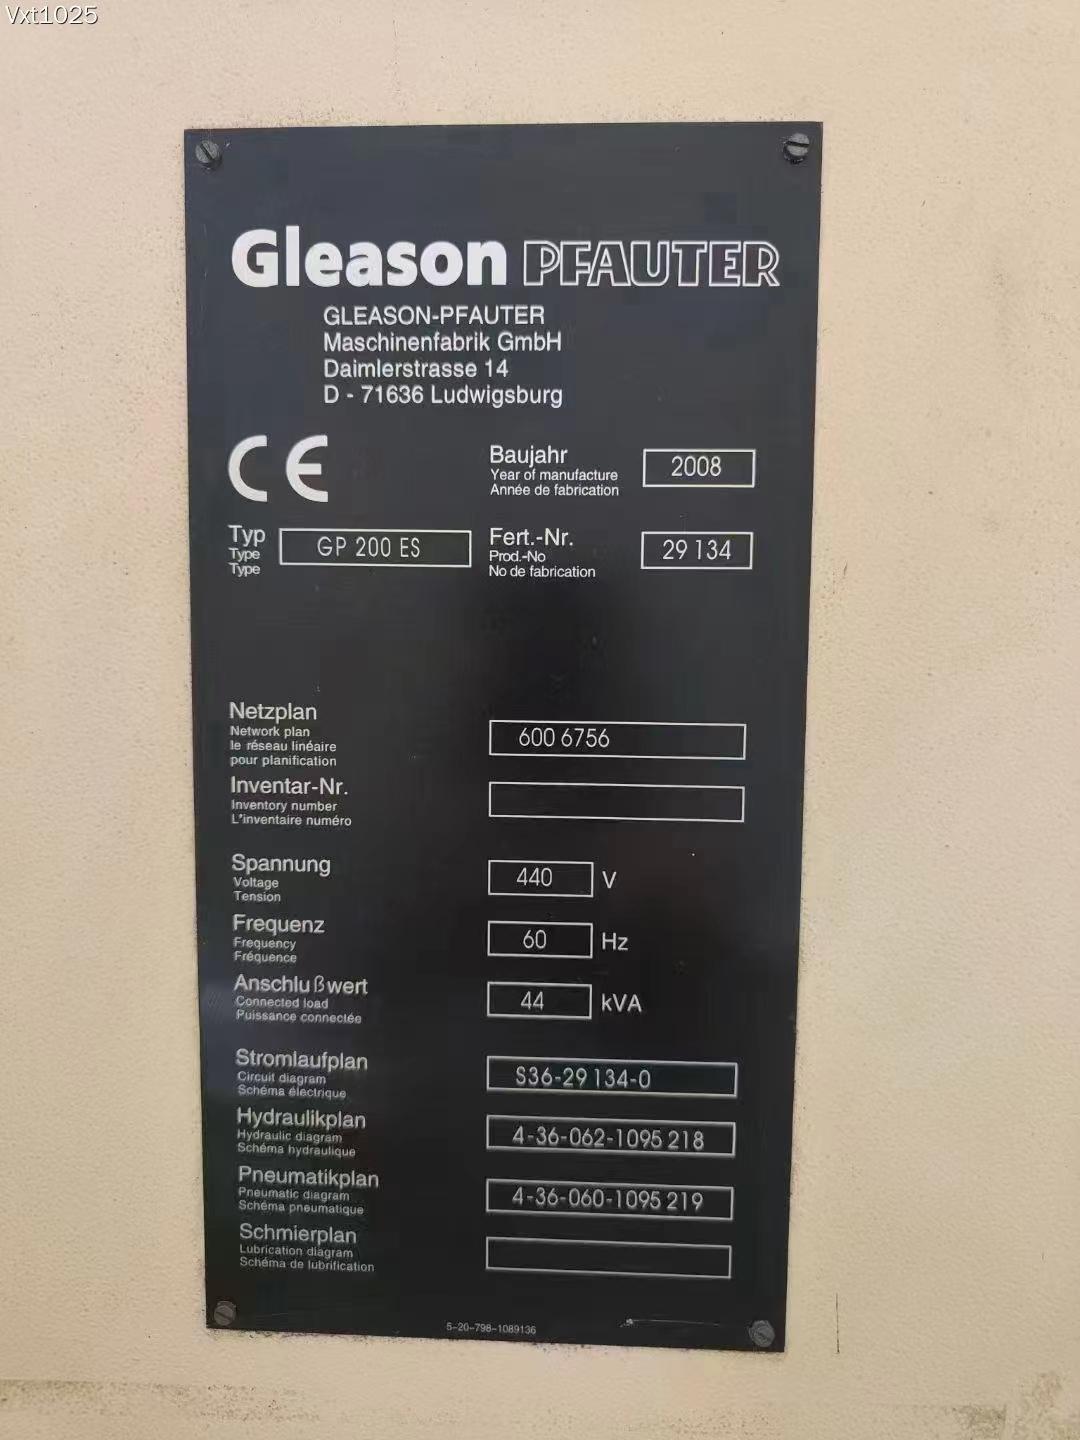 Vxt1025
Gleason PFAUTER
GLEASON-PFAUTER
Maschinenfabrik GmbH
Daimlerstrasse 14
D - 71636 Ludwigsburg
CE
Baujahr
Year of manufacture
Année de fabrication
2008
Typ
Type
Type
GP 200 ES
Fert.-Nr.
Prod.-No
No de fabrication
29 134
Netzplan
Network plan
le réseau linéaire
pour planification
600 6756
Inventar-Nr.
Inventory number
L'inventaire numéro
Spannung
Voltage
Tension
440 V
Frequenz
Frequency
Fréquence
60 Hz
Anschlußwert
Connected load
Puissance connectée
44 kVA
Stromlaufplan
Circuit diagram
Schéma électrique
S36-29 134-0
Hydraulikplan
Hydraulic diagram
Schéma hydraulique
4-36-062-1095 218
Pneumatikplan
Pneumatic diagram
Schéma pneumatique
4-36-060-1095 219
Schmierplan
Lubrication diagram
Schéma de lubrification
5-20-798-1089136